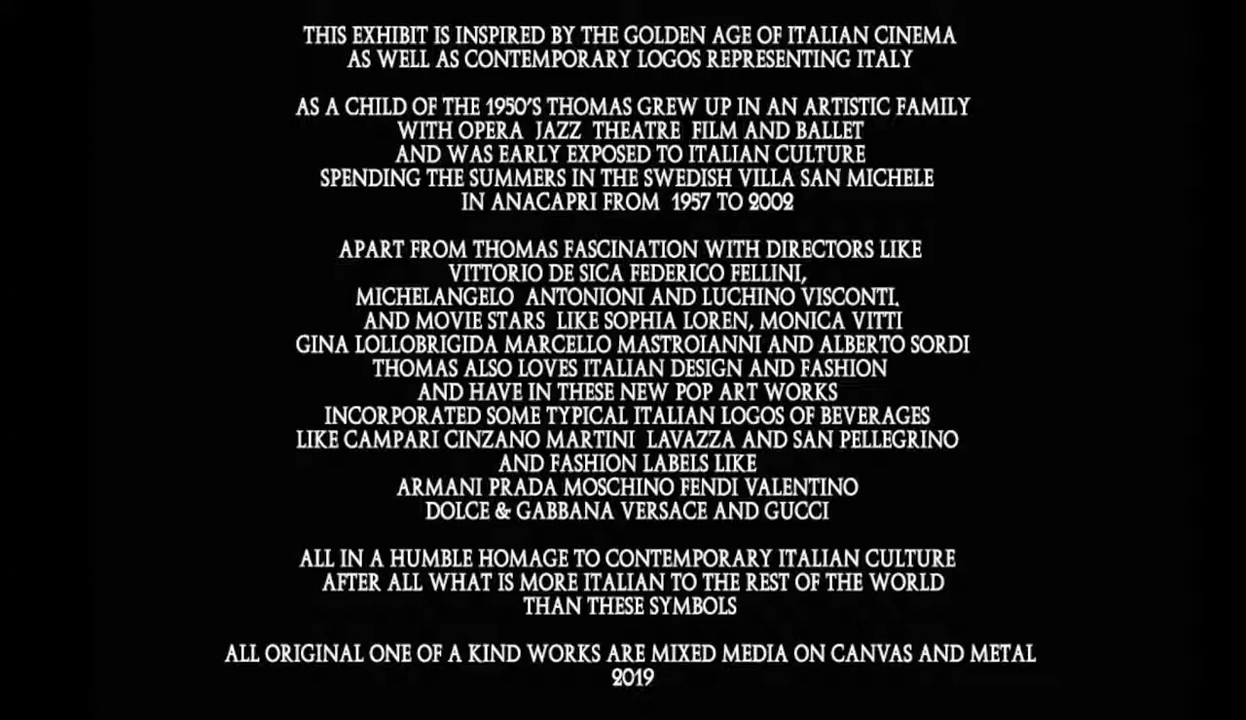 THIS EXHIBIT IS INSPIRED BY THE GOLDEN AGE OF ITALIAN CINEMA
AS WELL AS CONTEMPORARY LOGOS REPRESENTING ITALY
AS A CHILD OF THE 1950'S THOMAS GREW UP IN AN ARTISTIC FAMILY
WITH OPERA JAZZ THEATRE FILM AND BALLET
AND WAS EARLY EXPOSED TO ITALIAN CULTURE
SPENDING THE SUMMERS IN THE SWEDISH VILLA SAN MICHELE
IN ANACAPRI FROM 1957 TO 2002
APART FROM THOMAS FASCINATION WITH DIRECTORS LIKE
VITTORIO DE SICA FEDERICO FELLINI,
MICHELANGELO ANTONIONI AND LUCHINO VISCONTI.
AND MOVIE STARS LIKE SOPHIA LOREN, MONICA VITTI
GINA LOLLOBRIGIDA MARCELLO MASTROIANNI AND ALBERTO SORDI
THOMAS ALSO LOVES ITALIAN DESIGN AND FASHION
AND HAVE IN THESE NEW POP ART WORKS
INCORPORATED SOME TYPICAL ITALIAN LOGOS OF BEVERAGES
LIKE CAMPARI CINZANO MARTINI LAVAZZA AND SAN PELLEGRINO
AND FASHION LABELS LIKE
ARMANI PRADA MOSCHINO FENDI VALENTINO
DOLCE & GABBANA VERSACE AND GUCCI
ALL IN A HUMBLE HOMAGE TO CONTEMPORARY ITALIAN CULTURE
AFTER ALL WHAT IS MORE ITALIAN TO THE REST OF THE WORLD
THAN THESE SYMBOLS
ALL ORIGINAL ONE OF A KIND WORKS ARE MIXED MEDIA ON CANVAS AND METAL
2019